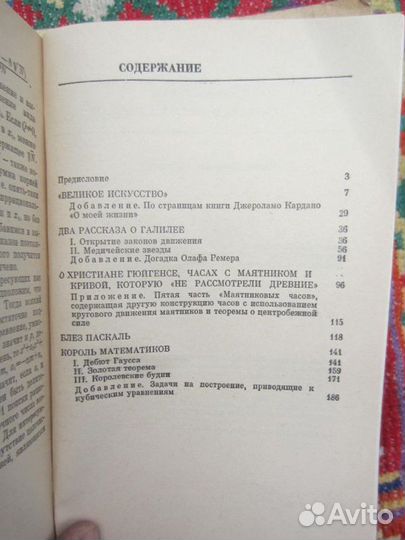 СОДЕРЖАНИЕ
Предисловие 3
«ВЕЛИКОЕ ИСКУССТВО» 7
Добавление. По страницам книги Джероламо Кардано
«О моей жизни» 29
ДВА РАССКАЗА О ГАЛИЛЕЕ 36
I. Открытие законов движения 36
II. Медичейские звезды 56
Добавление. Догадка Олафа Ремера 91
О ХРИСТИАНЕ ГЮЙГЕНСЕ, ЧАСАХ С МАЯТНИКОМ И
КРИВОЙ, КОТОРУЮ «НЕ РАССМОТРЕЛИ ДРЕВНИЕ» 96
Приложение. Пятая часть «Маятниковых часов»,
содержащая другую конструкцию часов с использованием
кругового движения маятников и теоремы о центробежной
силе 115
БЛЕЗ ПАСКАЛЬ 118
КОРОЛЬ МАТЕМАТИКОВ 141
I. Дебют Гаусса 141
II. Золотая теорема 159
III. Королевские будни 171
Добавление. Задачи на построение, приводящие к
кубическим уравнениям 186
Avito